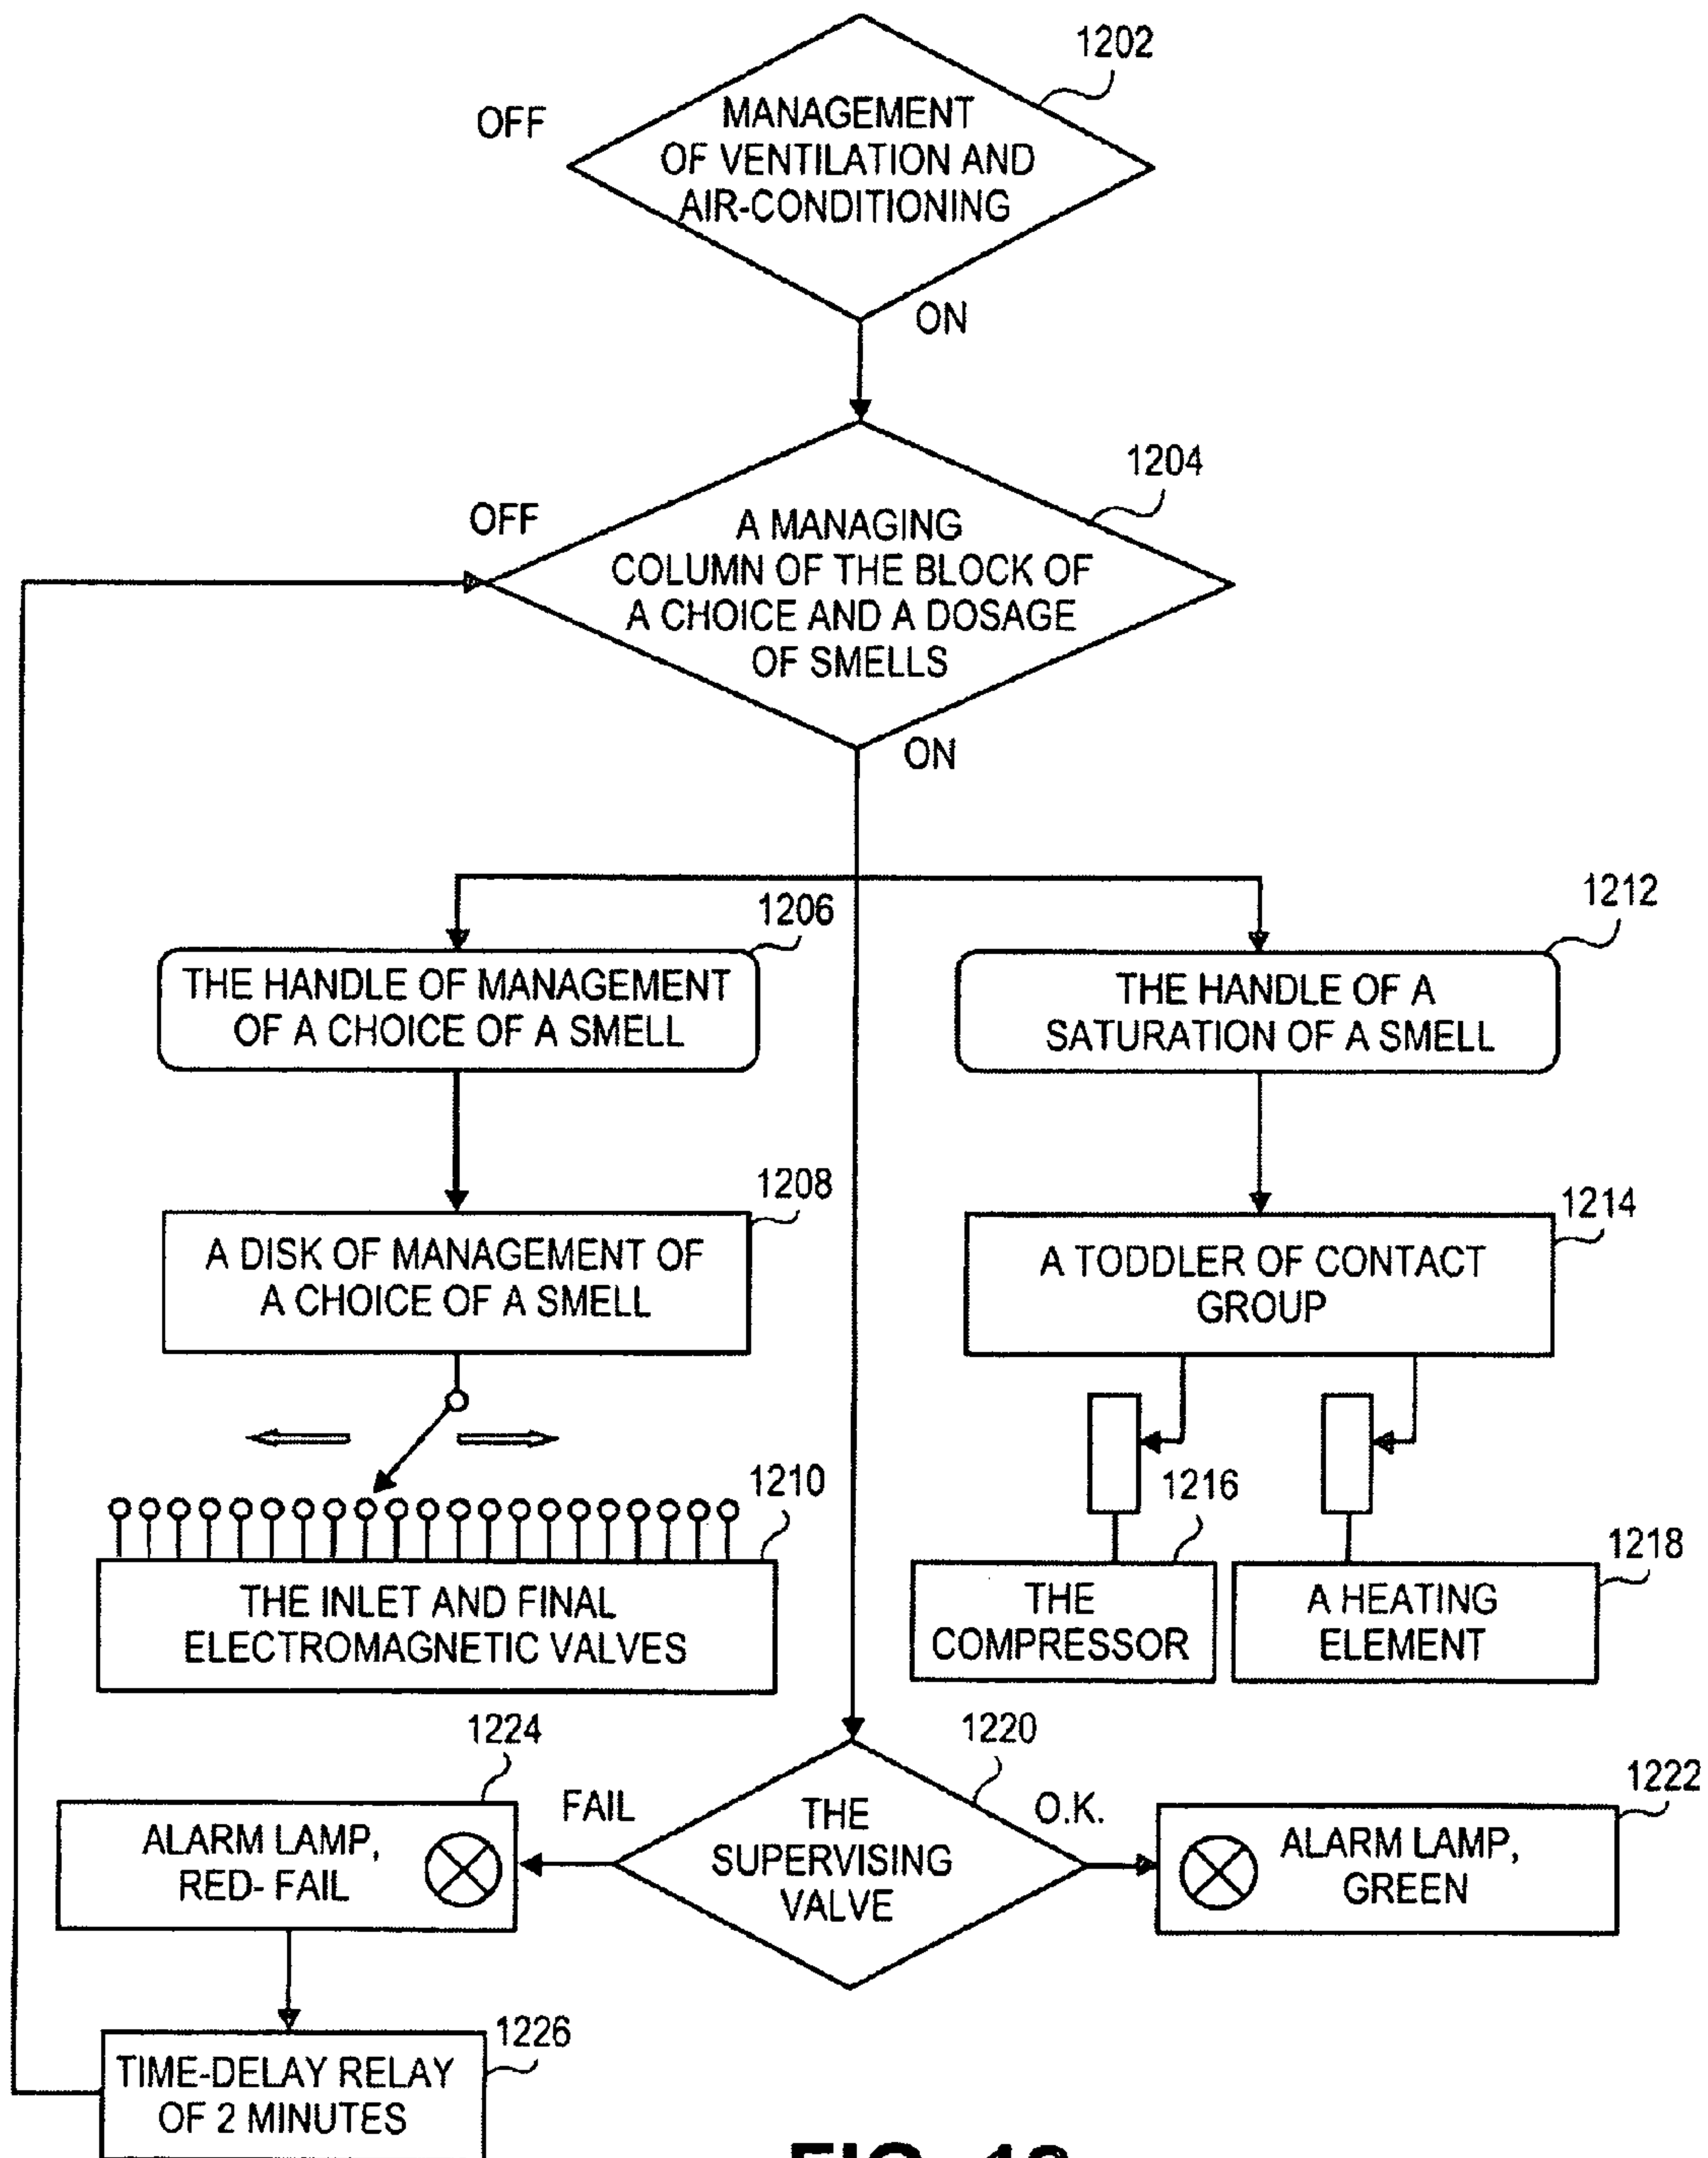 1202
OFF
MANAGEMENT
OF VENTILATION AND
AIR-CONDITIONING
ON
1204
OFF
A MANAGING
COLUMN OF THE BLOCK OF
A CHOICE AND A DOSAGE
OF SMELLS
ON
1206
THE HANDLE OF MANAGEMENT
OF A CHOICE OF A SMELL
1212
THE HANDLE OF A
SATURATION OF A SMELL
1208
A DISK OF MANAGEMENT OF
A CHOICE OF A SMELL
1214
A TODDLER OF CONTACT
GROUP
1210
THE INLET AND FINAL
ELECTROMAGNETIC VALVES
1216
THE
COMPRESSOR
1218
A HEATING
ELEMENT
1224
ALARM LAMP,
RED- FAIL
FAIL
1220
THE
SUPERVISING
VALVE
O.K.
1222
ALARM LAMP,
GREEN
1226
TIME-DELAY RELAY
OF 2 MINUTES